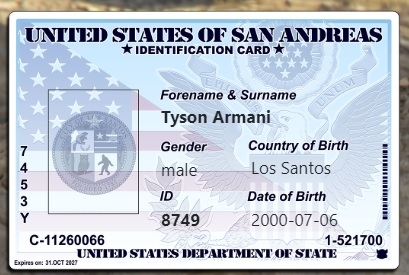 UNITED STATES OF SAN ANDREAS
★ IDENTIFICATION CARD ★
Forename & Surname
Tyson Armani
Gender Country of Birth
male Los Santos
ID Date of Birth
8749 2000-07-06
7
4
5
3
Y
C-11260066 1-521700
UNITED STATES DEPARTMENT OF STATE
Expires on: 31.OCT 2027